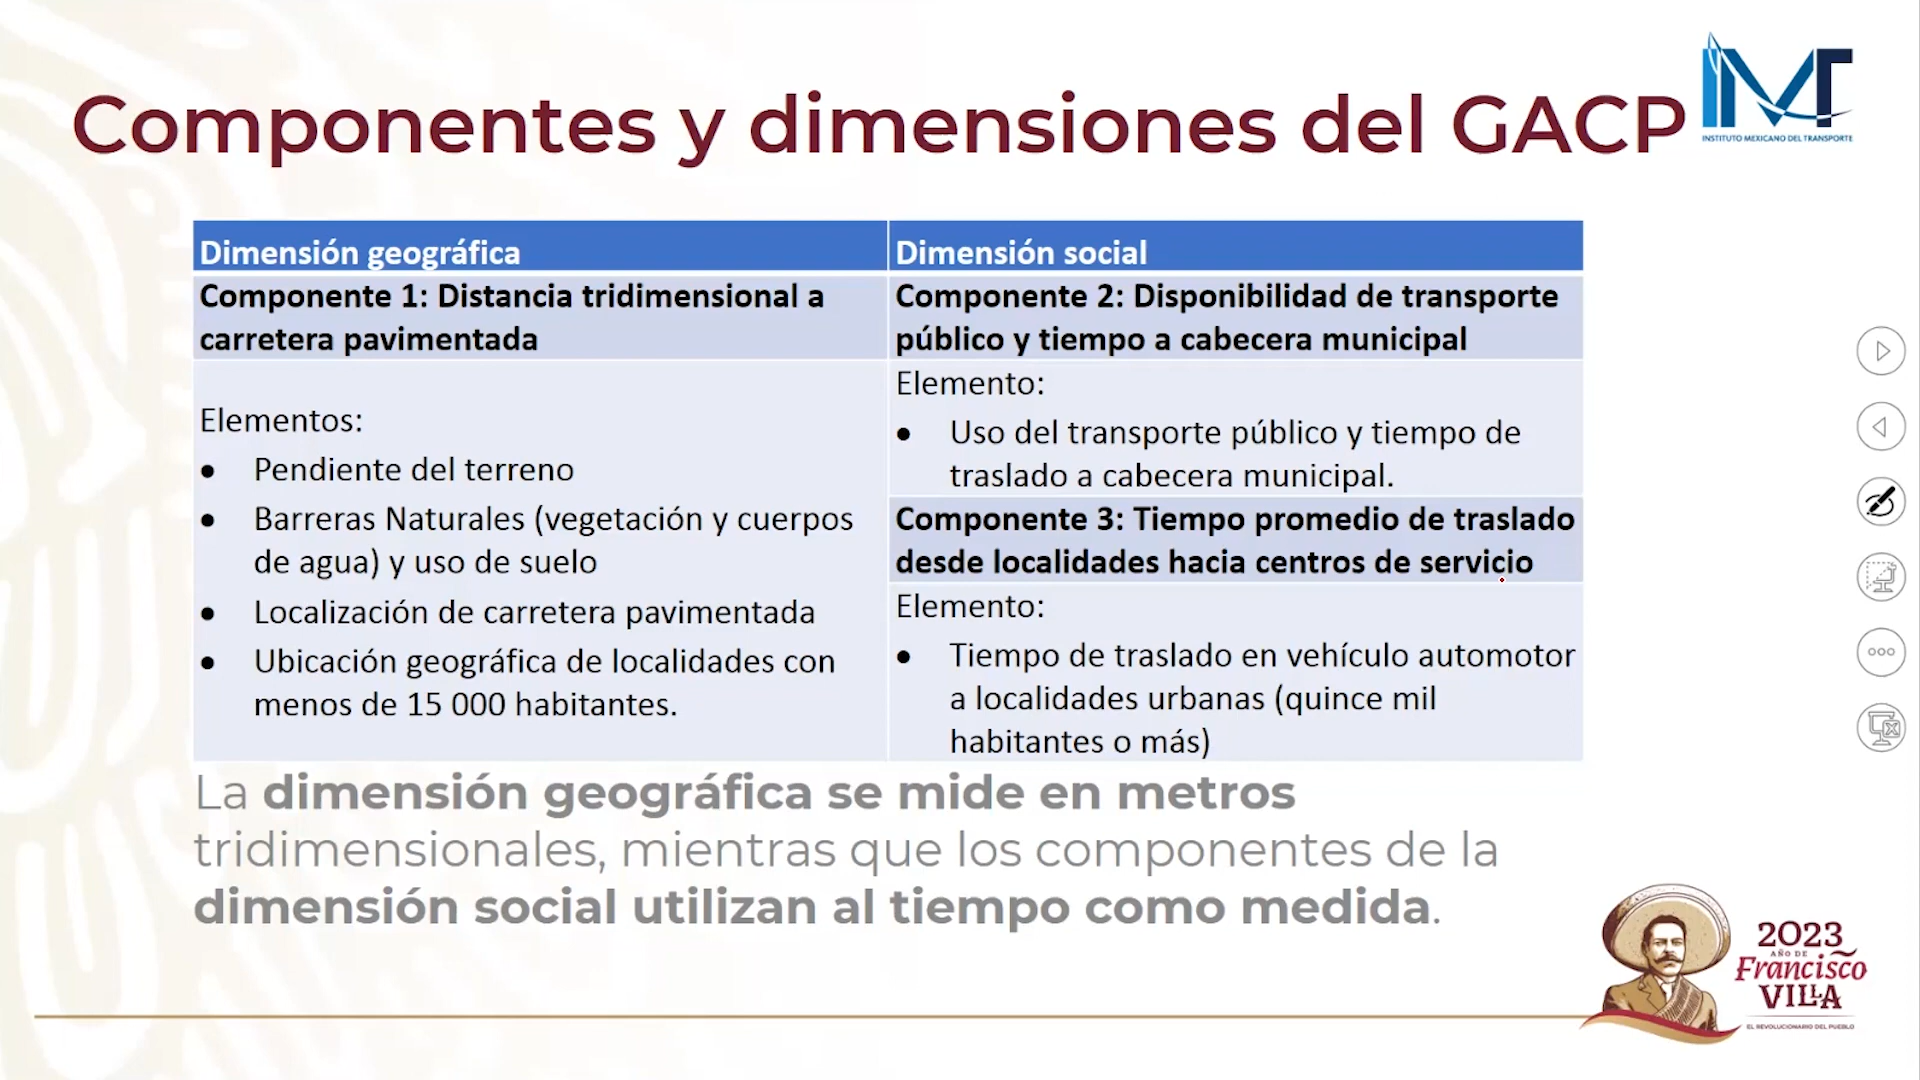 Componentes y dimensiones del GACP
INSTITUTO MEXICANO DEL TRANSPORTE
Dimensión geográfica
Dimensión social
Componente 1: Distancia tridimensional a
carretera pavimentada
Componente 2: Disponibilidad de transporte
público y tiempo a cabecera municipal
Elementos:
• Pendiente del terreno
• Barreras Naturales (vegetación y cuerpos
de agua) y uso de suelo
• Localización de carretera pavimentada
• Ubicación geográfica de localidades con
menos de 15 000 habitantes.
Elemento:
• Uso del transporte público y tiempo de
traslado a cabecera municipal.
Componente 3: Tiempo promedio de traslado
desde localidades hacia centros de servicio
Elemento:
• Tiempo de traslado en vehículo automotor
a localidades urbanas (quince mil
habitantes o más)
La dimensión geográfica se mide en metros
tridimensionales, mientras que los componentes de la
dimensión social utilizan al tiempo como medida.
2023
AÑO DE
Francisco
VILLA
EL REVOLUCIONARIO DEL PUEBLO
IMT